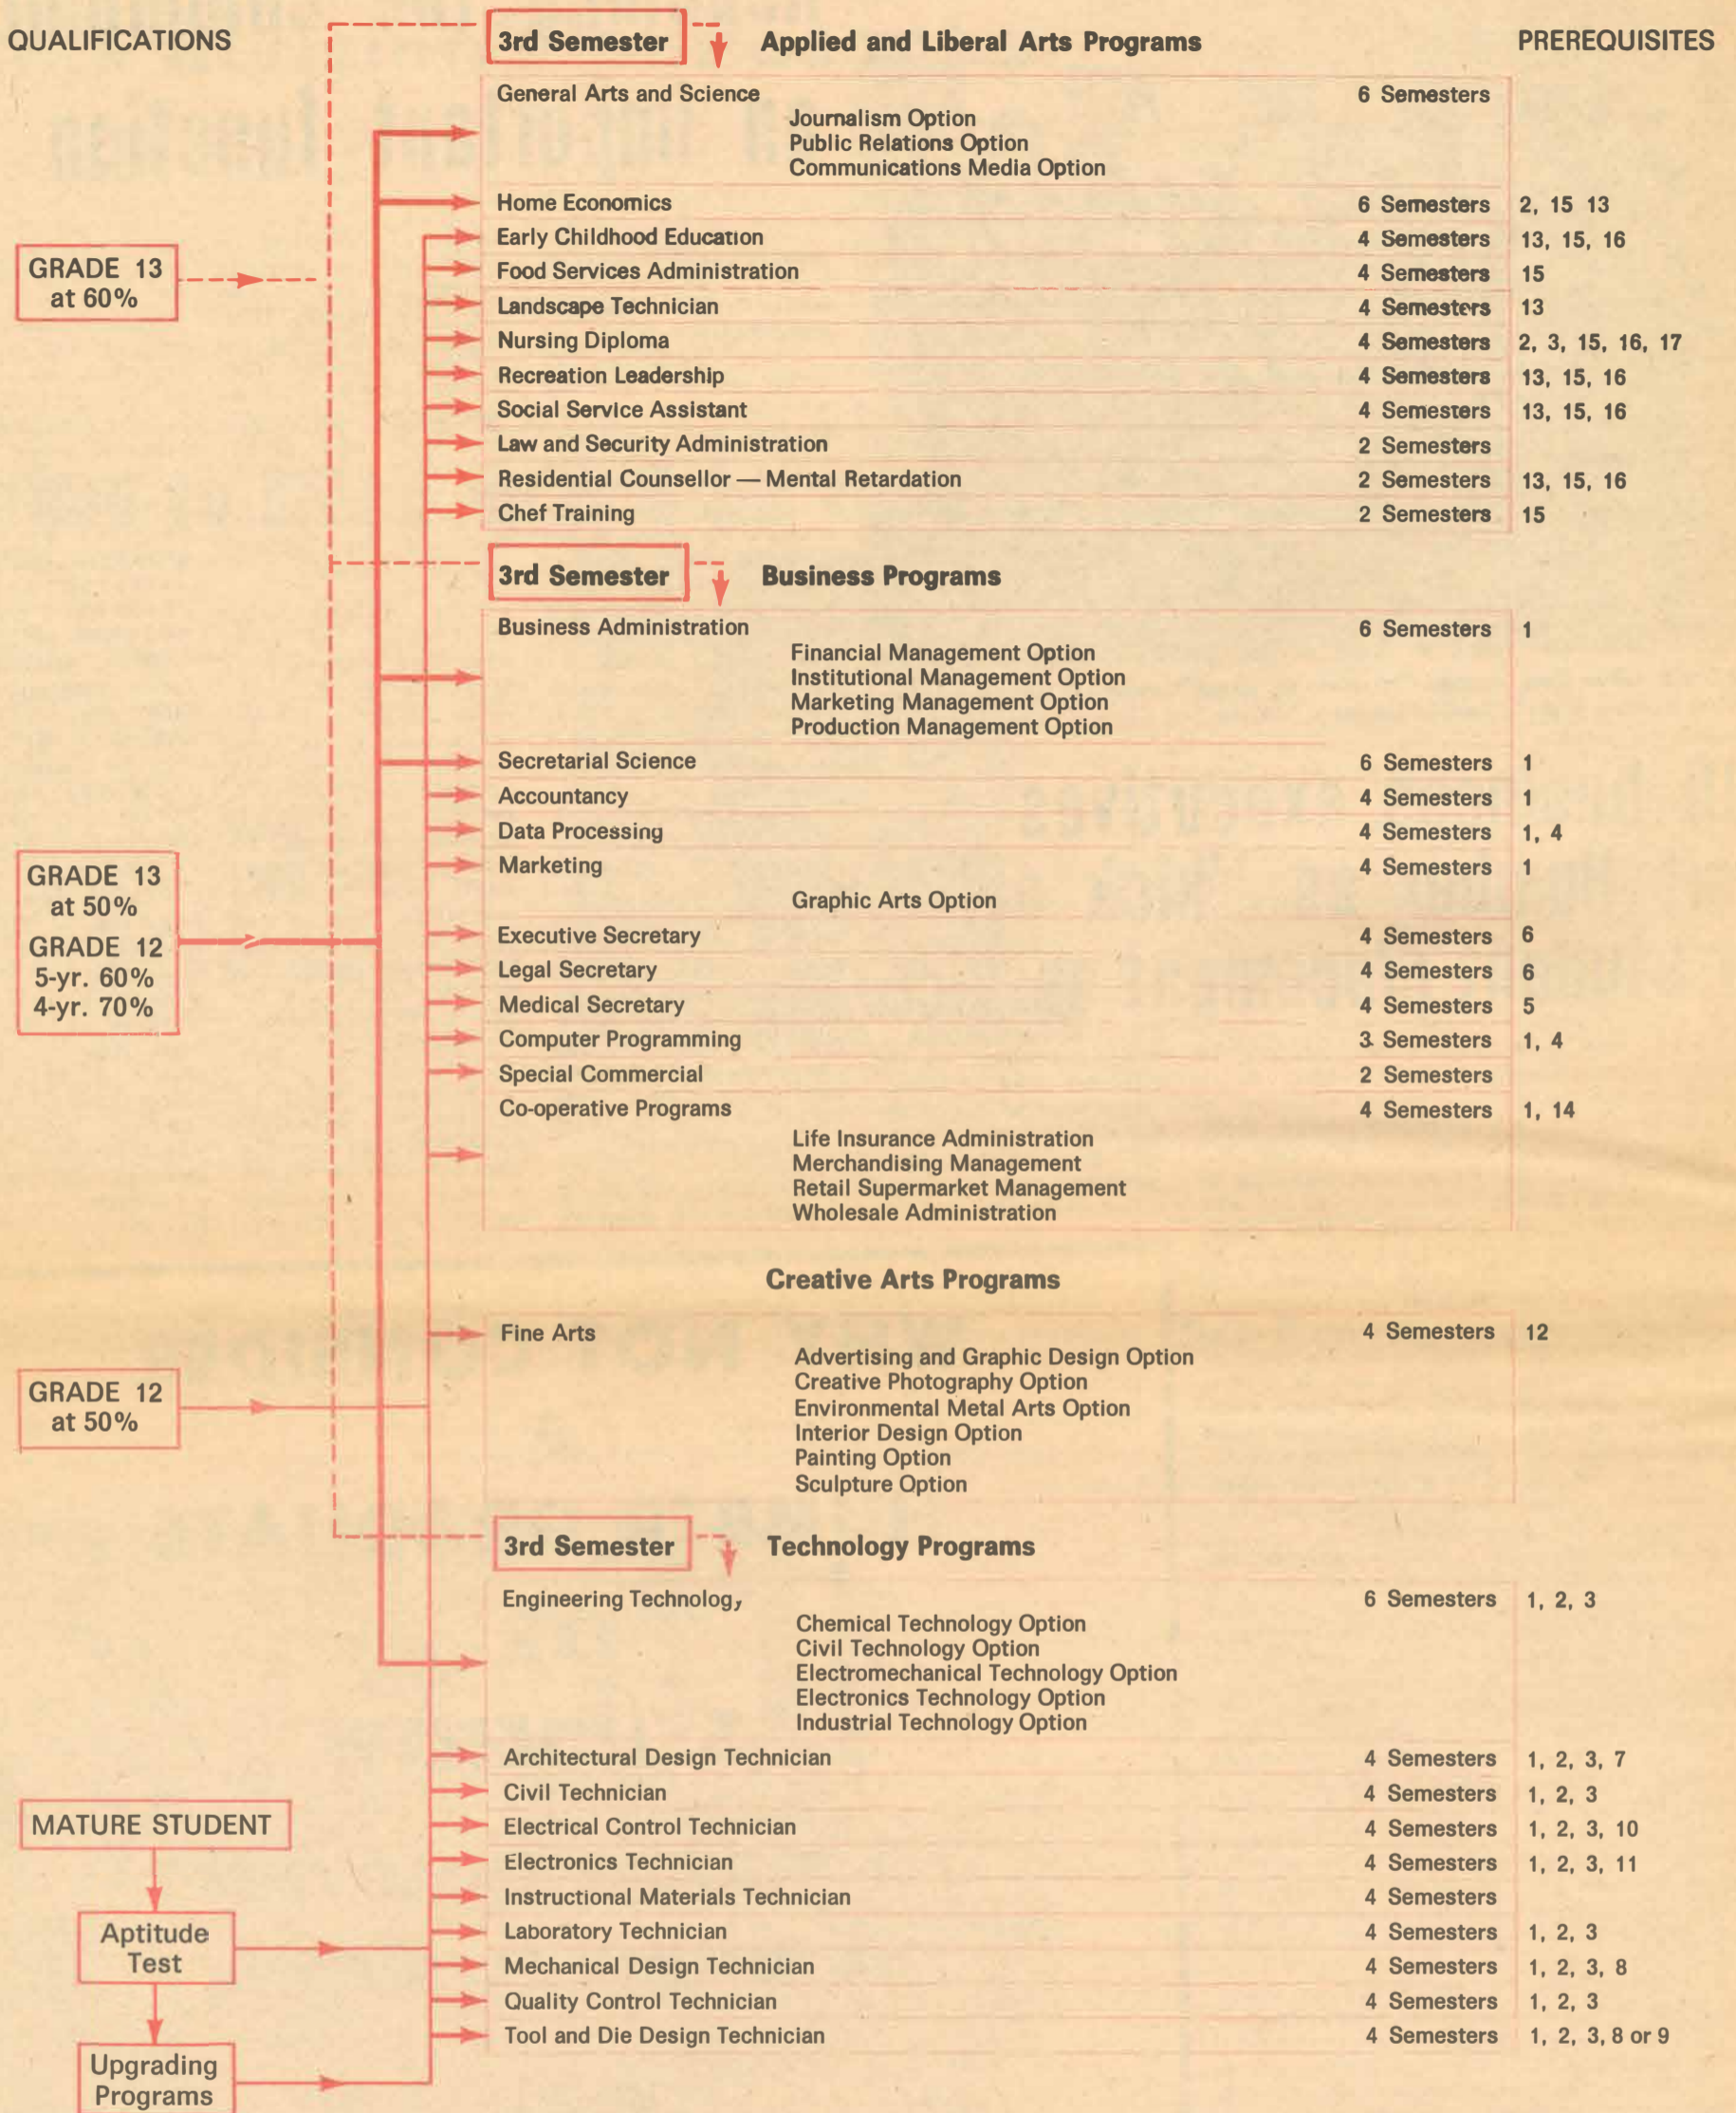 QUALIFICATIONS
3rd Semester Applied and Liberal Arts Programs PREREQUISITES
General Arts and Science 6 Semesters
Journalism Option
Public Relations Option
Communications Media Option
Home Economics 6 Semesters 2, 15 13
Early Childhood Education 4 Semesters 13, 15, 16
GRADE 13
at 60%
Food Services Administration 4 Semesters 15
Landscape Technician 4 Semesters 13
Nursing Diploma 4 Semesters 2, 3, 15, 16, 17
Recreation Leadership 4 Semesters 13, 15, 16
Social Service Assistant 4 Semesters 13, 15, 16
Law and Security Administration 2 Semesters
Residential Counsellor — Mental Retardation 2 Semesters 13, 15, 16
Chef Training 2 Semesters 15
3rd Semester Business Programs
Business Administration 6 Semesters 1
Financial Management Option
Institutional Management Option
Marketing Management Option
Production Management Option
Secretarial Science 6 Semesters 1
Accountancy 4 Semesters 1
Data Processing 4 Semesters 1, 4
Marketing 4 Semesters 1
Graphic Arts Option
GRADE 13
at 50%
GRADE 12
5-yr. 60%
4-yr. 70%
Executive Secretary 4 Semesters 6
Legal Secretary 4 Semesters 6
Medical Secretary 4 Semesters 5
Computer Programming 3 Semesters 1, 4
Special Commercial 2 Semesters
Co-operative Programs 4 Semesters 1, 14
Life Insurance Administration
Merchandising Management
Retail Supermarket Management
Wholesale Administration
Creative Arts Programs
Fine Arts 4 Semesters 12
Advertising and Graphic Design Option
Creative Photography Option
Environmental Metal Arts Option
Interior Design Option
Painting Option
Sculpture Option
GRADE 12
at 50%
3rd Semester Technology Programs
Engineering Technolog, 6 Semesters 1, 2, 3
Chemical Technology Option
Civil Technology Option
Electromechanical Technology Option
Electronics Technology Option
Industrial Technology Option
Architectural Design Technician 4 Semesters 1, 2, 3, 7
Civil Technician 4 Semesters 1, 2, 3
MATURE STUDENT
Electrical Control Technician 4 Semesters 1, 2, 3, 10
Electronics Technician 4 Semesters 1, 2, 3, 11
Instructional Materials Technician 4 Semesters
Aptitude
Test
Laboratory Technician 4 Semesters 1, 2, 3
Mechanical Design Technician 4 Semesters 1, 2, 3, 8
Quality Control Technician 4 Semesters 1, 2, 3
Tool and Die Design Technician 4 Semesters 1, 2, 3, 8 or 9
Upgrading
Programs